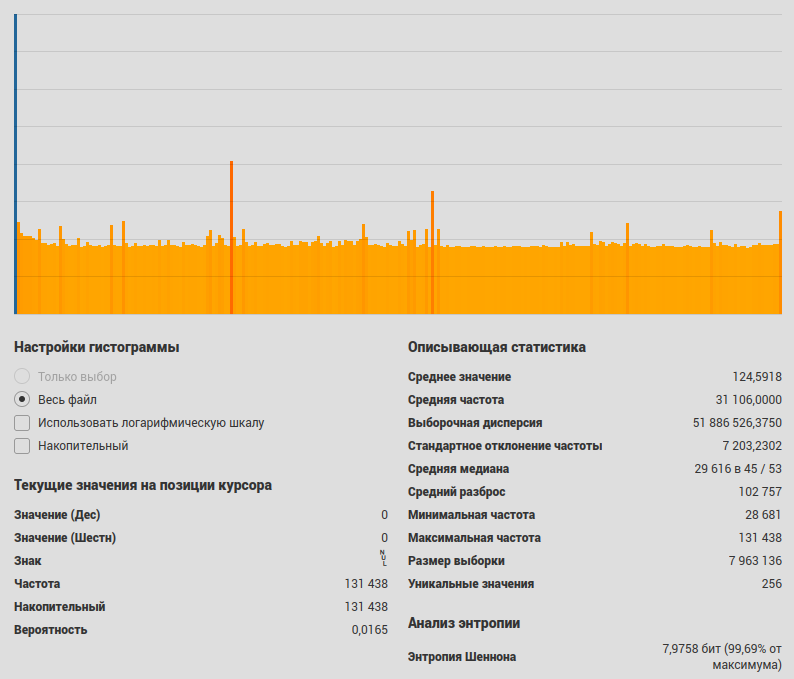 Настройки гистограммы
Только выбор
Весь файл
Использовать логарифмическую шкалу
Накопительный
Текущие значения на позиции курсора
Значение (Дес) 0
Значение (Шестн) 0
Знак NUL
Частота 131 438
Накопительный 131 438
Вероятность 0,0165
Описывающая статистика
Среднее значение 124,5918
Средняя частота 31 106,0000
Выборочная дисперсия 51 886 526,3750
Стандартное отклонение частоты 7 203,2302
Средняя медиана 29 616 в 45 / 53
Средний разброс 102 757
Минимальная частота 28 681
Максимальная частота 131 438
Размер выборки 7 963 136
Уникальные значения 256
Анализ энтропии
Энтропия Шеннона 7,9758 бит (99,69% от
максимума)